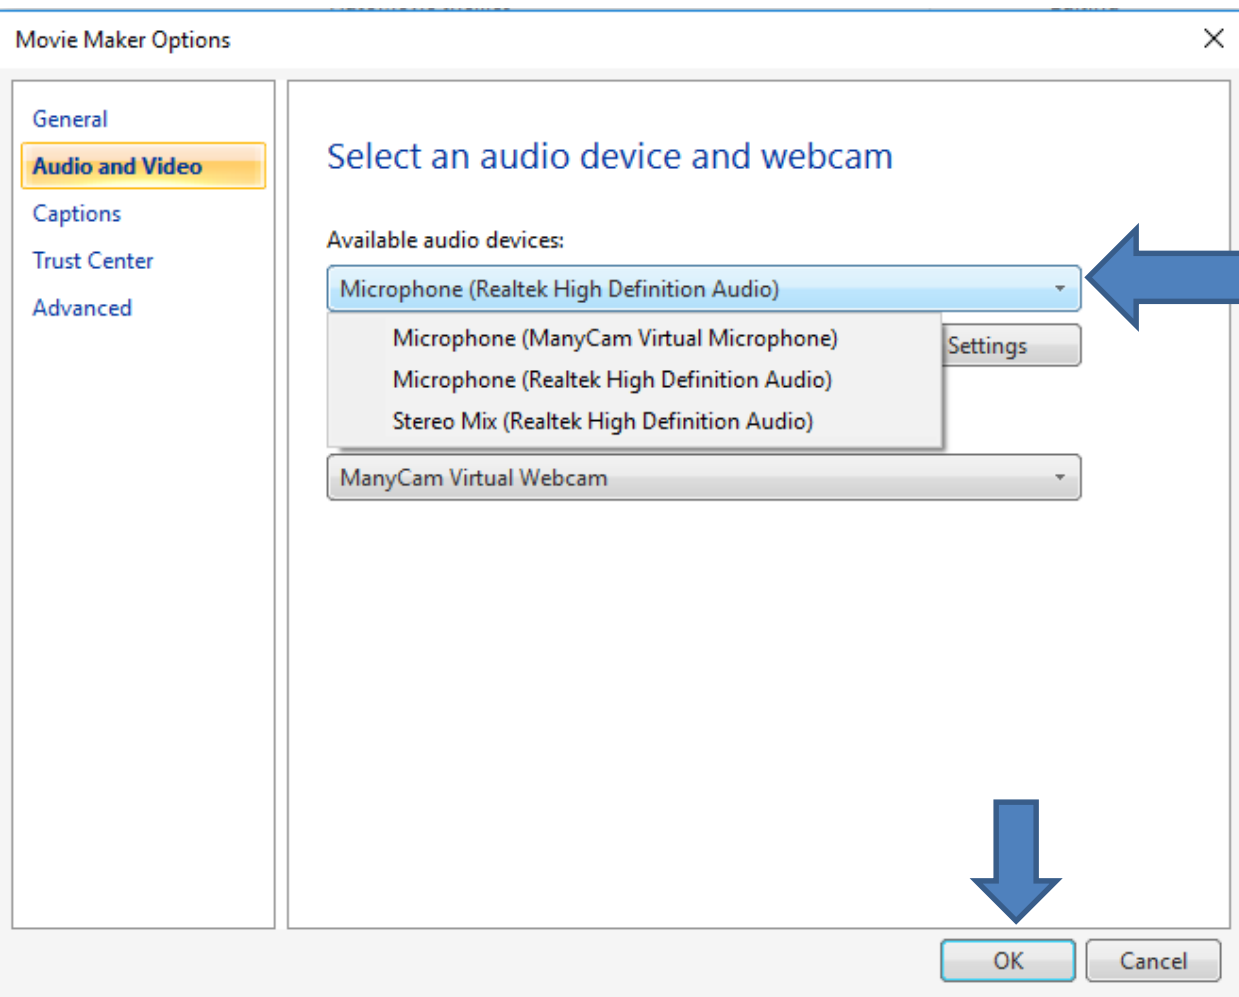 Movie Maker Options
General
Audio and Video
Captions
Trust Center
Advanced
Select an audio device and webcam
Available audio devices:
Microphone (Realtek High Definition Audio)
Microphone (ManyCam Virtual Microphone)
Microphone (Realtek High Definition Audio)
Stereo Mix (Realtek High Definition Audio)
Settings
ManyCam Virtual Webcam
OK
Cancel